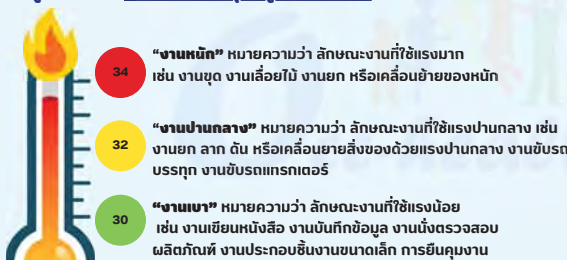 34
“งานหนัก” หมายความว่า ลักษณะงานที่ใช้แรงมาก
เช่น งานขุด งานเลื่อยไม้ งานยก หรือเคลื่อนย้ายของหนัก
32
“งานปานกลาง” หมายความว่า ลักษณะงานที่ใช้แรงปานกลาง เช่น
งานยก ลาก ดัน หรือเคลื่อนยายสิ่งของด้วยแรงปานกลาง งานขับรถ
บรรทุก งานขับรถแทรกเตอร์
30
“งานเบา” หมายความว่า ลักษณะงานที่ใช้แรงน้อย
เช่น งานเขียนหนังสือ งานบันทึกข้อมูล งานนั่งตรวจสอบ
ผลิตภัณฑ์ งานประกอบชิ้นงานขนาดเล็ก การยืนคุมงาน